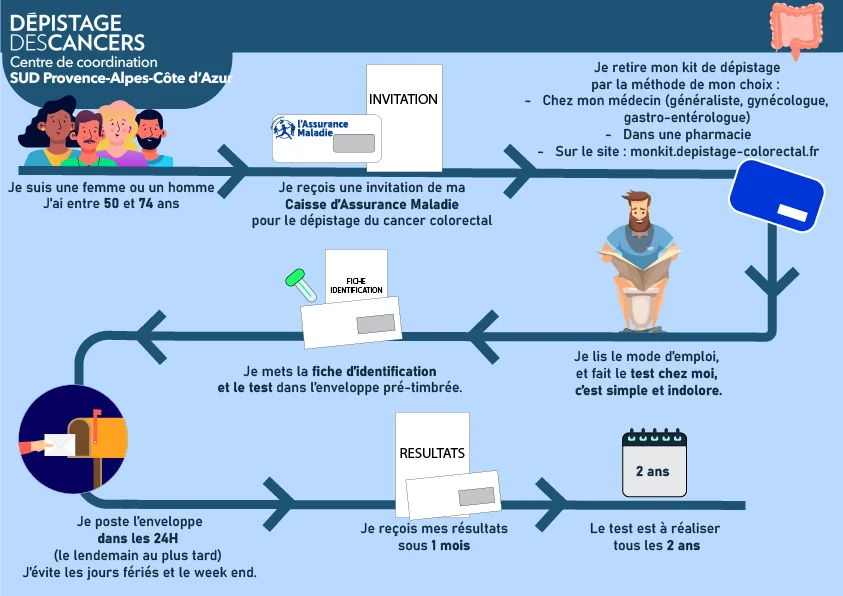 DÉPISTAGE
DESCANCERS
Centre de coordination
SUD Provence-Alpes-Côte d'Azur
INVITATION
l'Assurance
Maladie
Je retire mon kit de dépistage
par la méthode de mon choix :
- Chez mon médecin (généraliste, gynécologue,
gastro-entérologue)
- Dans une pharmacie
- Sur le site : monkit.depistage-colorectal.fr
Je suis une femme ou un homme
J'ai entre 50 et 74 ans
Je reçois une invitation de ma
Caisse d'Assurance Maladie
pour le dépistage du cancer colorectal
FICHE
IDENTIFICATION
Je lis le mode d'emploi,
et fait le test chez moi,
c'est simple et indolore.
Je mets la fiche d'identification
et le test dans l'enveloppe pré-timbrée.
RESULTATS
2 ans
Je poste l'enveloppe
dans les 24H
(le lendemain au plus tard)
J'évite les jours fériés et le week end.
Je reçois mes résultats
sous 1 mois
Le test est à réaliser
tous les 2 ans